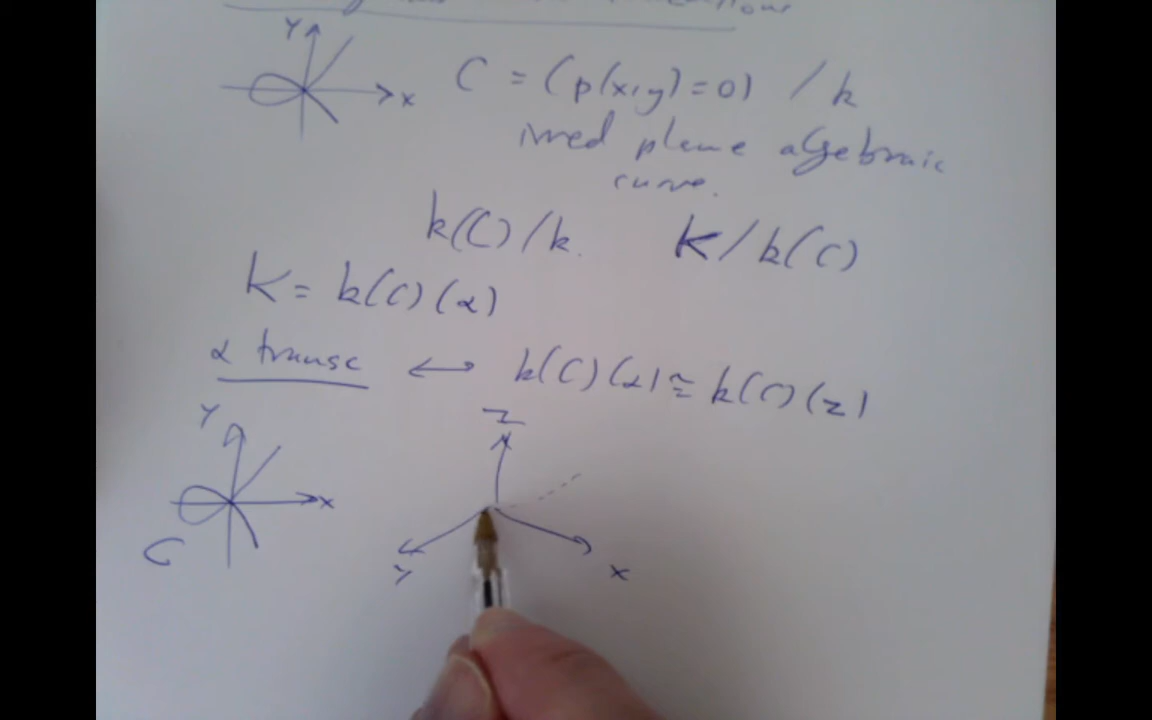 Y
x
C = (p(x,y)=0) / k
irred plane algebraic
curve.
k(C)/k. K/k(C)
K = k(C)(α)
α transc ↔ k(C)(α) ≅ k(C)(z)
Y
x
C
Z
Y
x